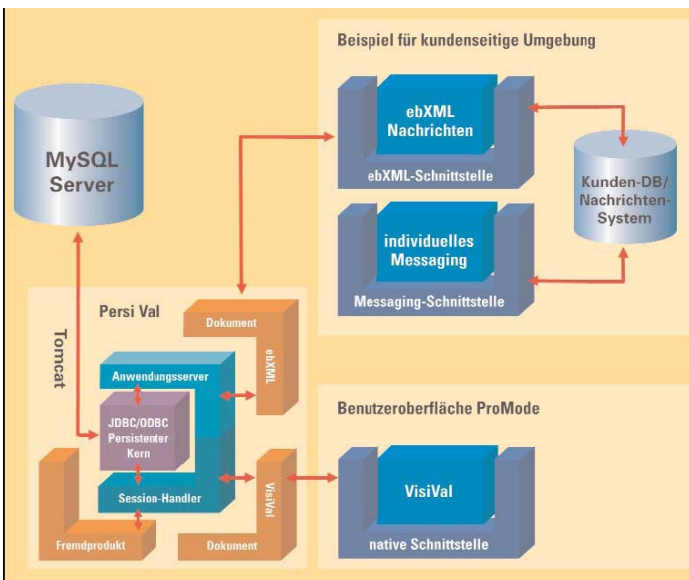 Beispiel für kundenseitige Umgebung
MySQL
Server
ebXML
Nachrichten
ebXML-Schnittstelle
Kunden-DB/
Nachrichten-
System
individuelles
Messaging
Messaging-Schnittstelle
Tomcat
Persi Val
Dokument
ebXML
Anwendungsserver
JDBC/ODBC
Persistenter
Kern
Session-Handler
Fremdprodukt
VisiVal
Dokument
Benutzeroberfläche ProMode
VisiVal
native Schnittstelle